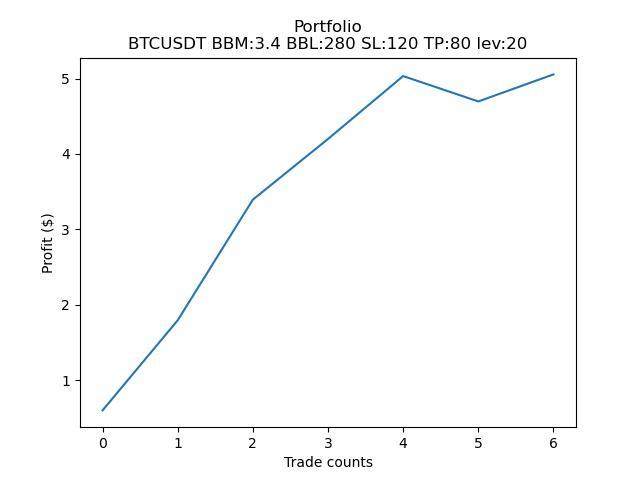 Portfolio
BTCUSDT BBM:3.4 BBL:280 SL:120 TP:80 lev:20
5
4
3
2
1
Profit ($)
0 1 2 3 4 5 6
Trade counts